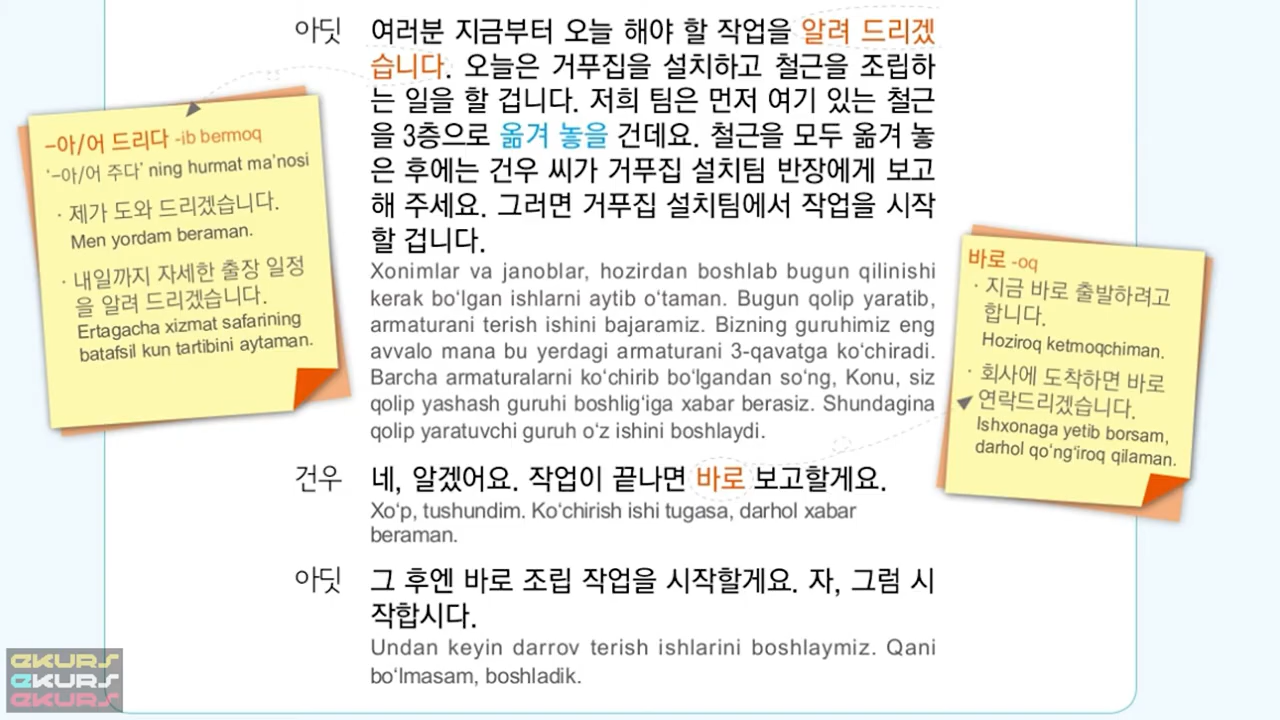 아딧 여러분 지금부터 오늘 해야 할 작업을 알려 드리겠
습니다. 오늘은 거푸집을 설치하고 철근을 조립하
는 일을 할 겁니다. 저희 팀은 먼저 여기 있는 철근
을 3층으로 옮겨 놓을 건데요. 철근을 모두 옮겨 놓
은 후에는 건우 씨가 거푸집 설치팀 반장에게 보고
해 주세요. 그러면 거푸집 설치팀에서 작업을 시작
할 겁니다.
Xonimlar va janoblar, hozirdan boshlab bugun qilinishi
kerak bo‘lgan ishlarni aytib o‘taman. Bugun qolip yaratib,
armaturani terish ishini bajaramiz. Bizning guruhimiz eng
avvalo mana bu yerdagi armaturani 3-qavatga ko‘chiradi.
Barcha armaturalarni ko‘chirib bo‘lgandan so‘ng, Konu, siz
qolip yashash guruhi boshlig‘iga xabar berasiz. Shundagina
qolip yaratuvchi guruh o‘z ishini boshlaydi.
건우 네, 알겠어요. 작업이 끝나면 바로 보고할게요.
Xo‘p, tushundim. Ko‘chirish ishi tugasa, darhol xabar
beraman.
아딧 그 후엔 바로 조립 작업을 시작할게요. 자, 그럼 시
작합시다.
Undan keyin darrov terish ishlarini boshlaymiz. Qani
bo‘lmasam, boshladik.
-아/어 드리다 -ib bermoq
‘-아/어 주다’ ning hurmat ma’nosi
· 제가 도와 드리겠습니다.
Men yordam beraman.
· 내일까지 자세한 출장 일정
을 알려 드리겠습니다.
Ertagacha xizmat safarining
batafsil kun tartibini aytaman.
바로 -oq
· 지금 바로 출발하려고
합니다.
Hoziroq ketmoqchiman.
· 회사에 도착하면 바로
연락드리겠습니다.
Ishxonaga yetib borsam,
darhol qo‘ng‘iroq qilaman.
EKURS
EKURS
EKURS